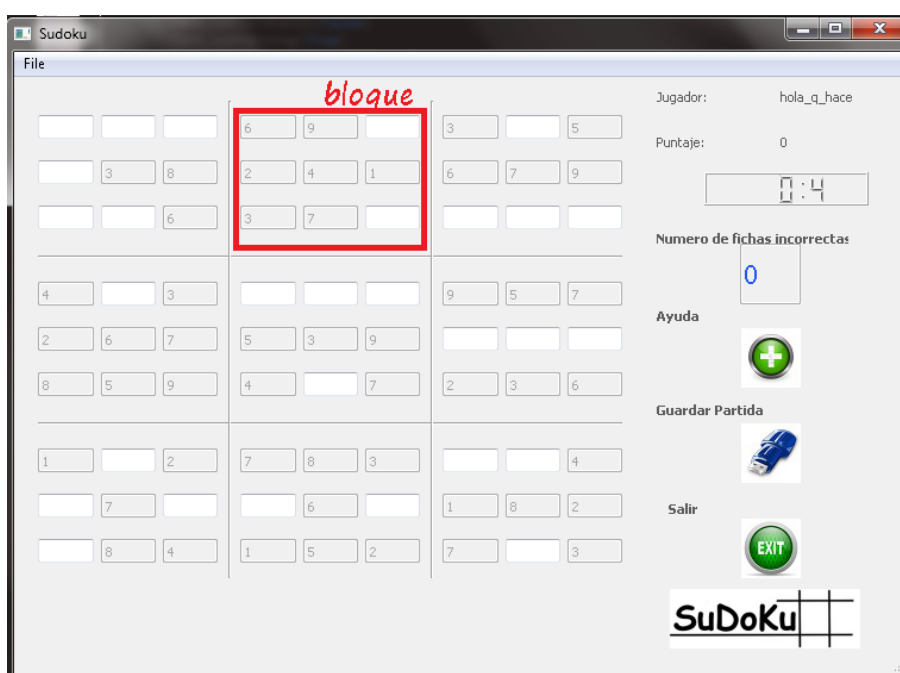 Sudoku
File
bloque
Jugador: hola_q_hace
6 9 3 5
Puntaje: 0
3 8 2 4 1 6 7 9
0:4
6 3 7
Numero de fichas incorrectas
0
4 3 9 5 7
Ayuda
2 6 7 5 3 9
8 5 9 4 7 2 3 6
Guardar Partida
1 2 7 8 3 4
7 6 1 8 2
Salir
8 4 1 5 2 7 3
EXIT
SuDoKu